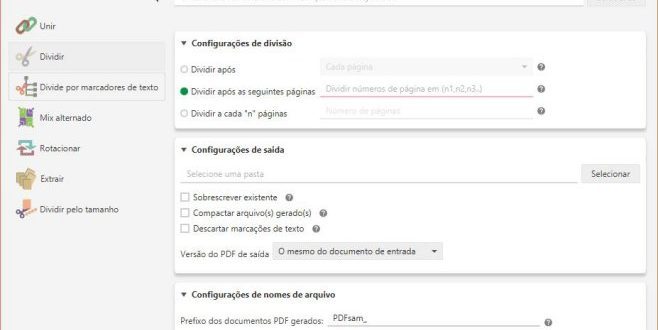 Unir
Dividir
Divide por marcadores de texto
Mix alternado
Rotacionar
Extrair
Dividir pelo tamanho
Configurações de divisão
Dividir após Cada página
Dividir após as seguintes páginas Dividir números de página em (n1,n2,n3..)
Dividir a cada "n" páginas Número de páginas
Configurações de saída
Selecione uma pasta Selecionar
Sobrescrever existente
Compactar arquivo(s) gerado(s)
Descartar marcações de texto
Versão do PDF de saída O mesmo do documento de entrada
Configurações de nomes de arquivo
Prefixo dos documentos PDF gerados: PDFsam_